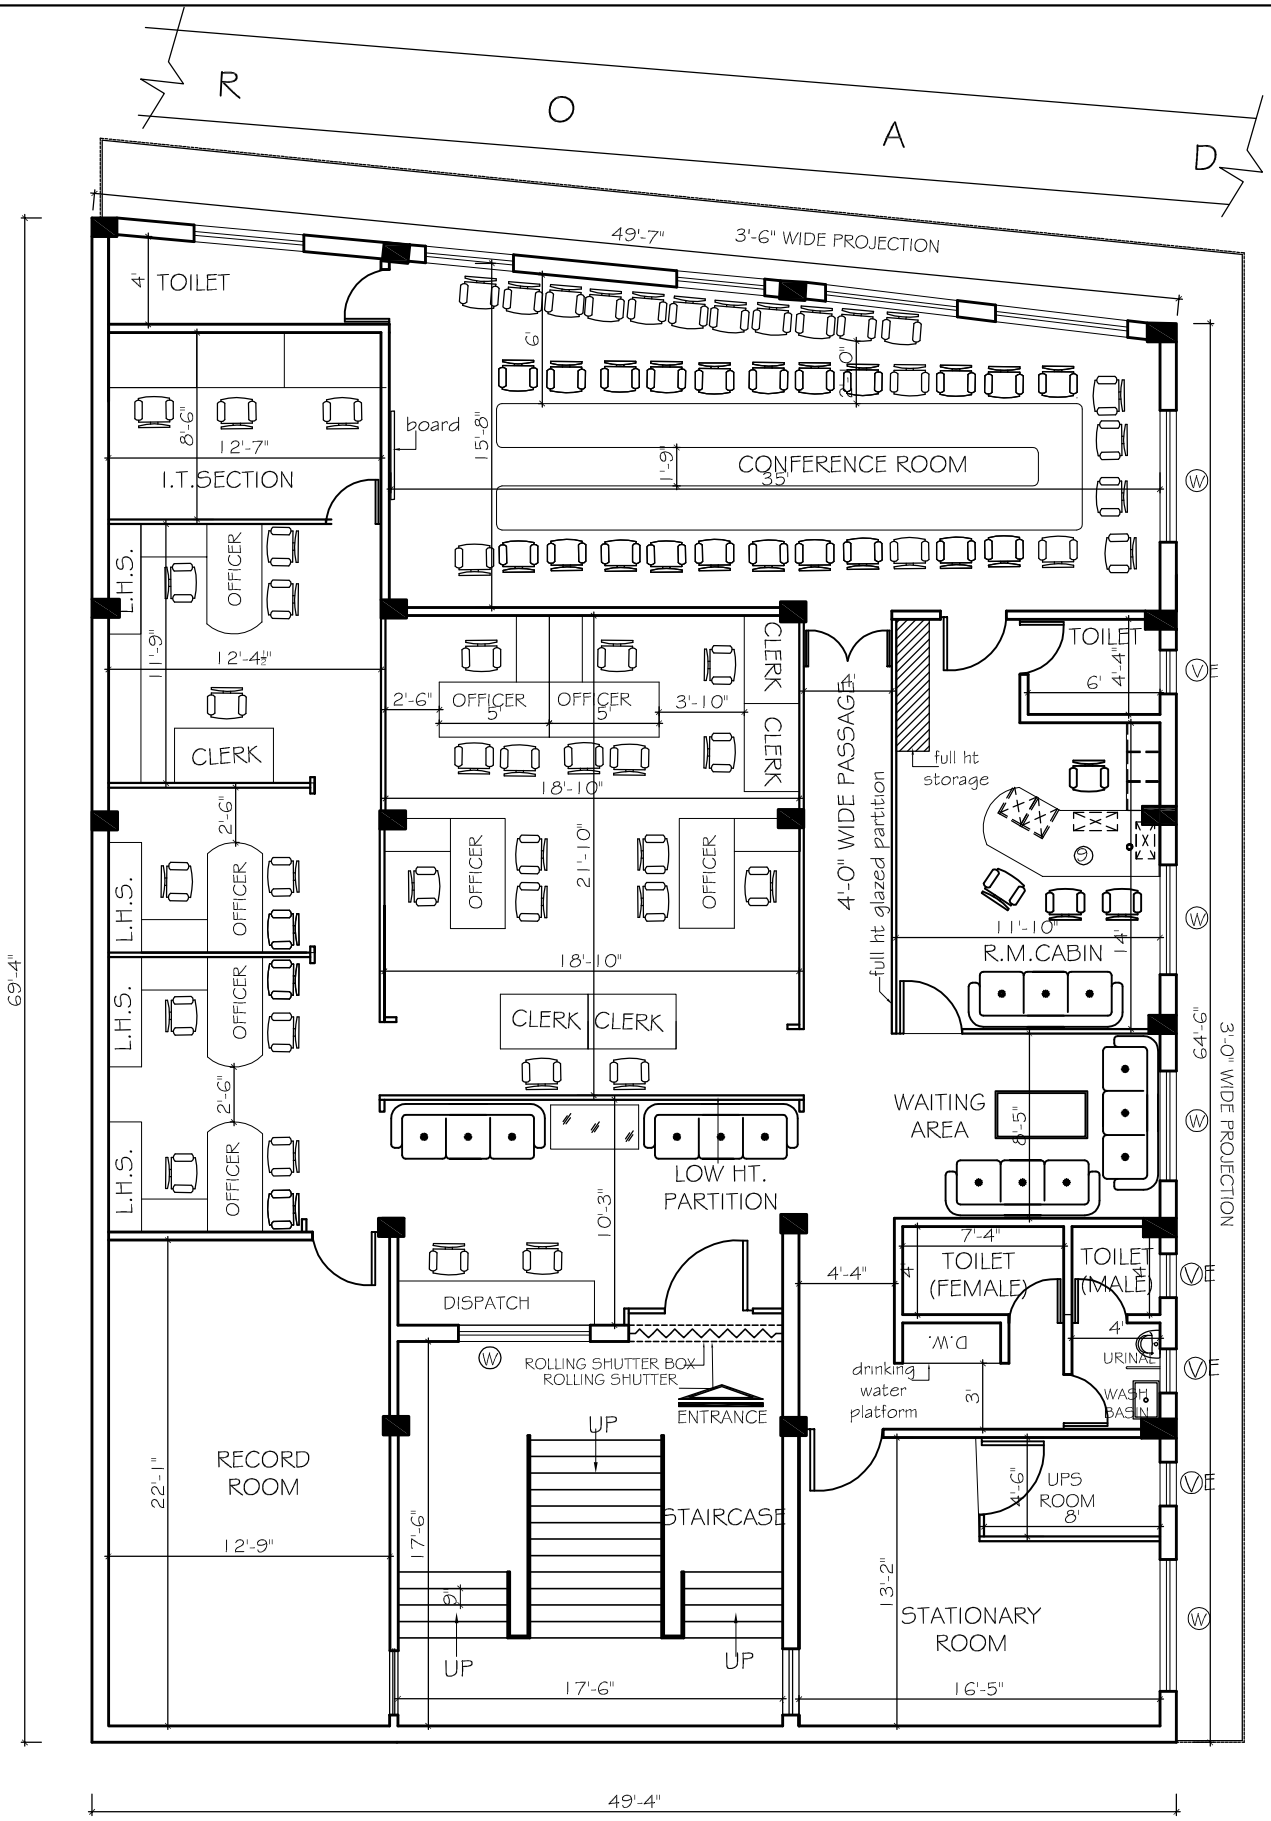 R O A D
49'-7" 3'-6" WIDE PROJECTION
4' TOILET
6'
8'-6"
12'-7"
I.T.SECTION
board
15'-8"
1'-9"
CONFERENCE ROOM
35'
W
L.H.S.
OFFICER
11'-9"
12'-4½"
CLERK
2'-6"
OFFICER
OFFICER
5'
5'
3'-10"
CLERK
CLERK
18'-10"
4'
4'-0" WIDE PASSAGE
full ht glazed partition
full ht
storage
TOILET
6'
4'-4"
VE
2'-6"
L.H.S.
OFFICER
OFFICER
21'-10"
OFFICER
18'-10"
W
11'-10"
14'
R.M.CABIN
69'-4"
L.H.S.
OFFICER
2'-6"
CLERK
CLERK
64'-6"
3'-0" WIDE PROJECTION
WAITING
AREA
8'-5"
W
L.H.S.
OFFICER
LOW HT.
PARTITION
10'-3"
4'-4"
7'-4"
4'
TOILET
(FEMALE)
TOILET
(MALE)
4'
VE
DISPATCH
W
ROLLING SHUTTER BOX
ROLLING SHUTTER
ENTRANCE
D.W.
drinking
water
platform
3'
4'
URINAL
WASH
BASIN
VE
RECORD
ROOM
22'-1"
12'-9"
UP
STAIRCASE
17'-6"
9"
UP
UP
17'-6"
4'-6"
UPS
ROOM
8'
VE
13'-2"
STATIONARY
ROOM
W
16'-5"
49'-4"